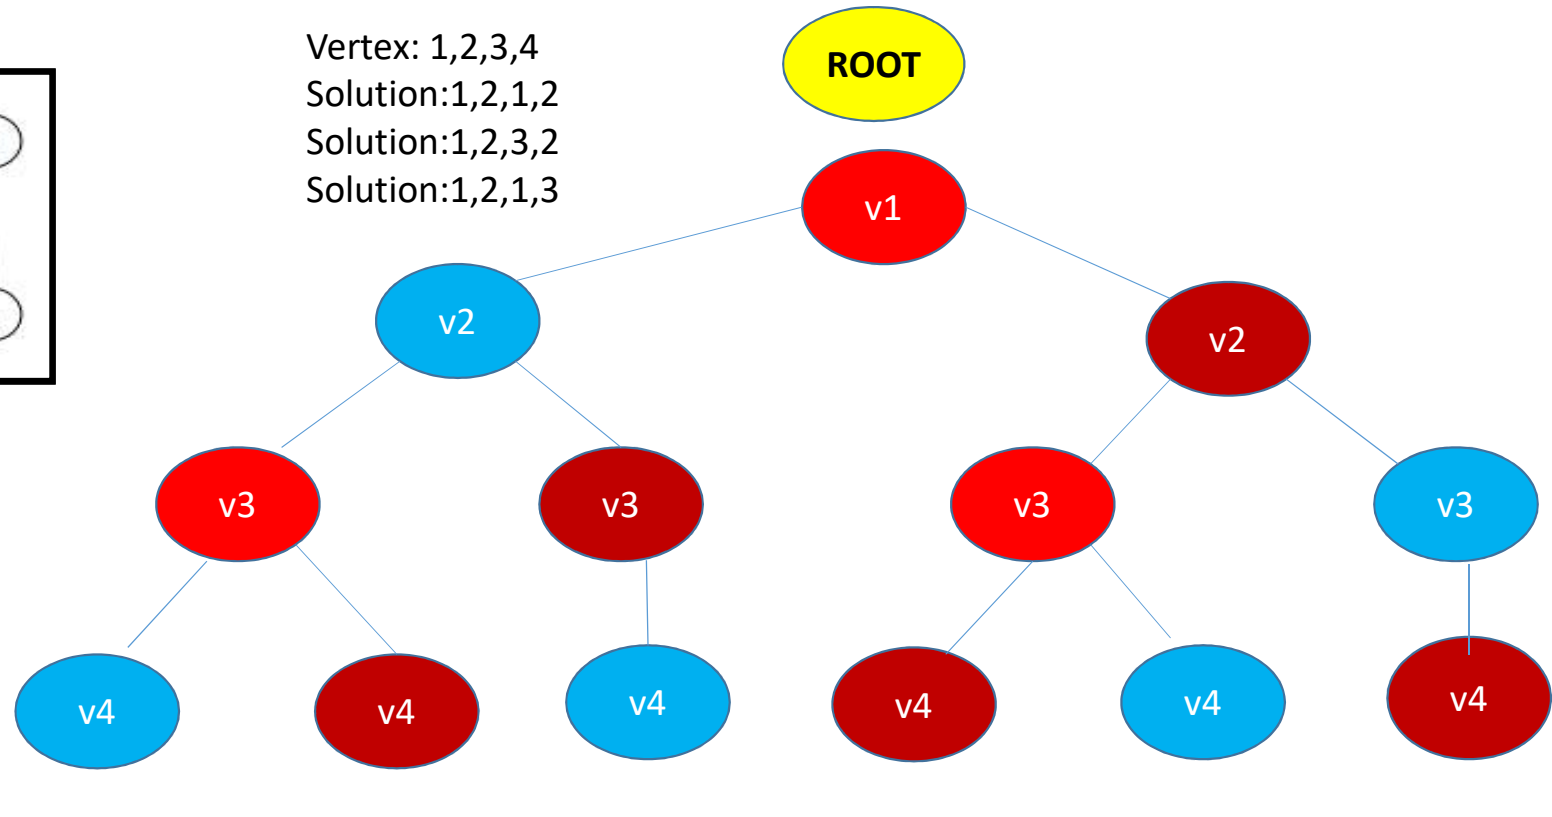 Vertex: 1,2,3,4
Solution:1,2,1,2
Solution:1,2,3,2
Solution:1,2,1,3
ROOT
v1
v2
v2
v3
v3
v3
v3
v4
v4
v4
v4
v4
v4